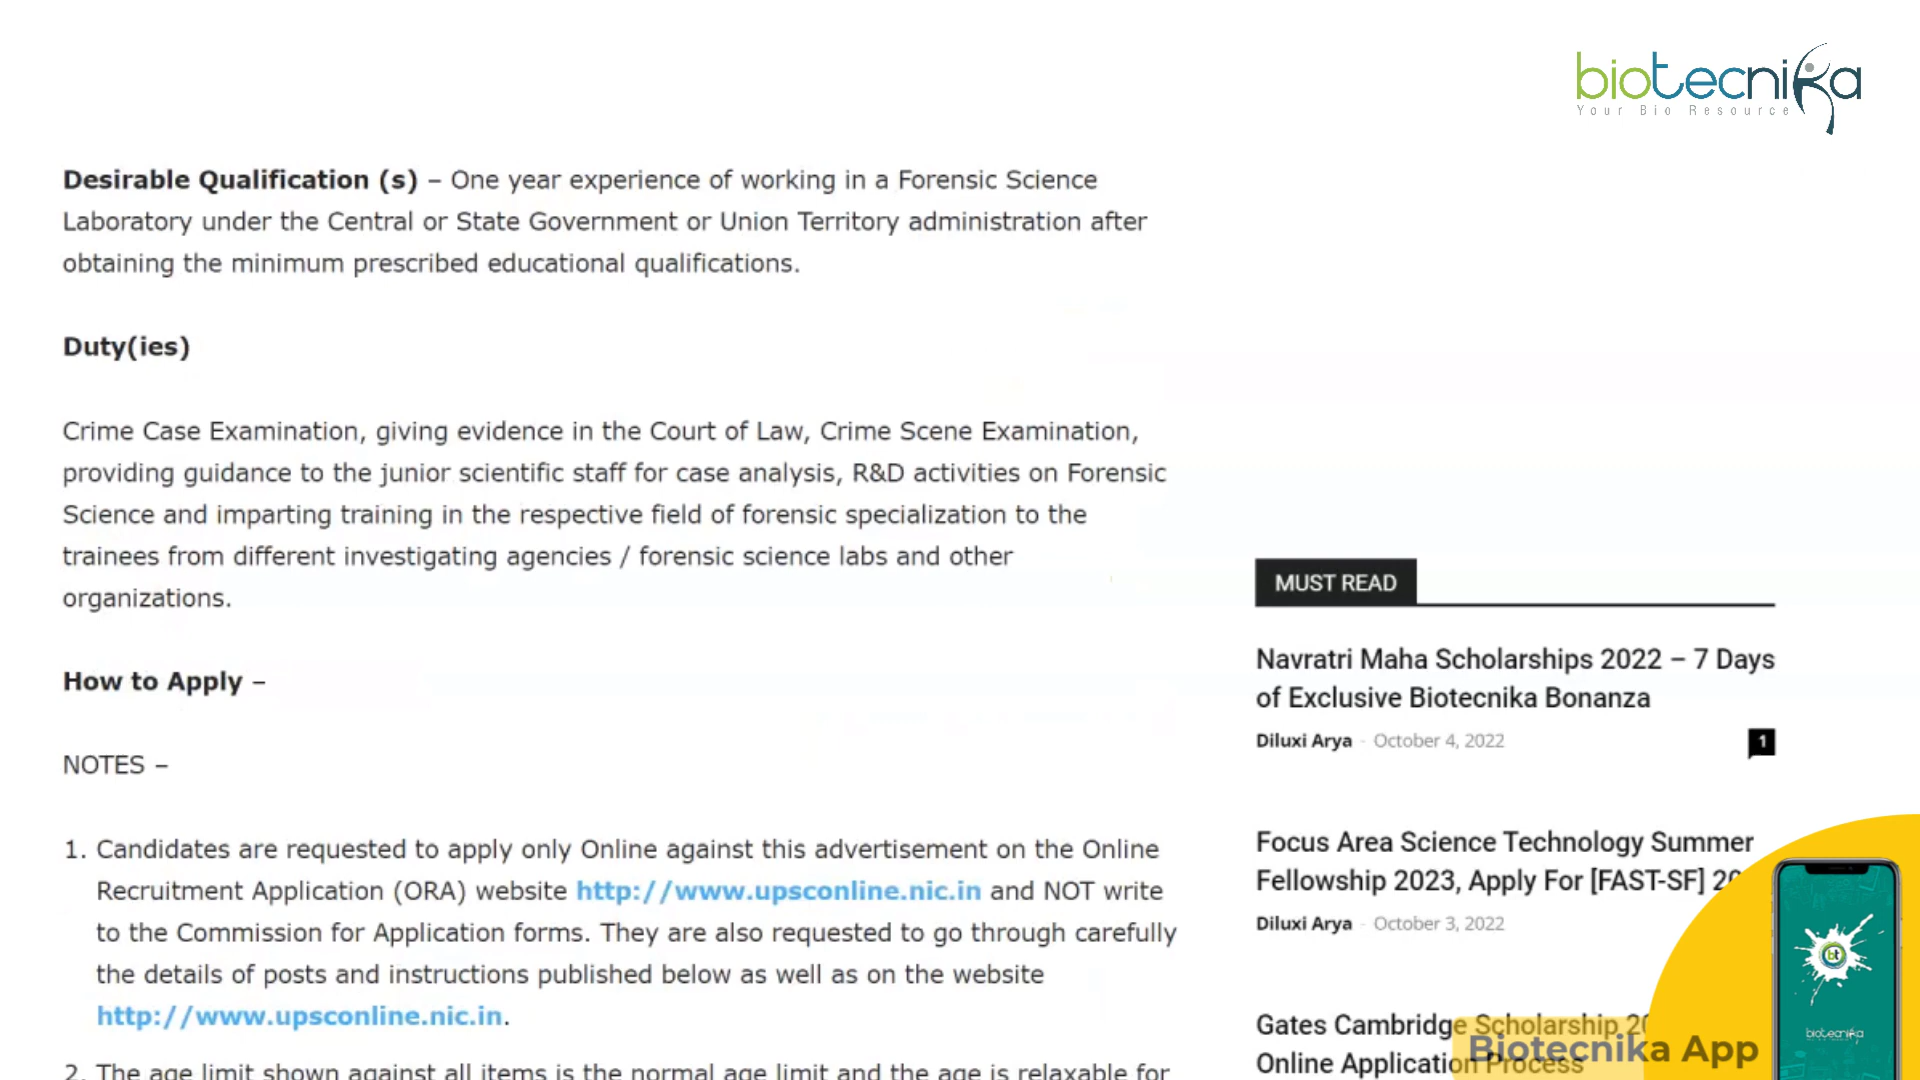 biotecnika
Your Bio Resource
Desirable Qualification (s) – One year experience of working in a Forensic Science
Laboratory under the Central or State Government or Union Territory administration after
obtaining the minimum prescribed educational qualifications.
Duty(ies)
Crime Case Examination, giving evidence in the Court of Law, Crime Scene Examination,
providing guidance to the junior scientific staff for case analysis, R&D activities on Forensic
Science and imparting training in the respective field of forensic specialization to the
trainees from different investigating agencies / forensic science labs and other
organizations.
How to Apply –
NOTES –
1. Candidates are requested to apply only Online against this advertisement on the Online
Recruitment Application (ORA) website http://www.upsconline.nic.in and NOT write
to the Commission for Application forms. They are also requested to go through carefully
the details of posts and instructions published below as well as on the website
http://www.upsconline.nic.in.
2. The age limit shown against all items is the normal age limit and the age is relaxable for
MUST READ
Navratri Maha Scholarships 2022 – 7 Days
of Exclusive Biotecnika Bonanza
Diluxi Arya - October 4, 2022
1
Focus Area Science Technology Summer
Fellowship 2023, Apply For [FAST-SF]
Diluxi Arya - October 3, 2022
Gates Cambridge Scholarship
Online Application Process
Biotecnika App
bt
biotecnika